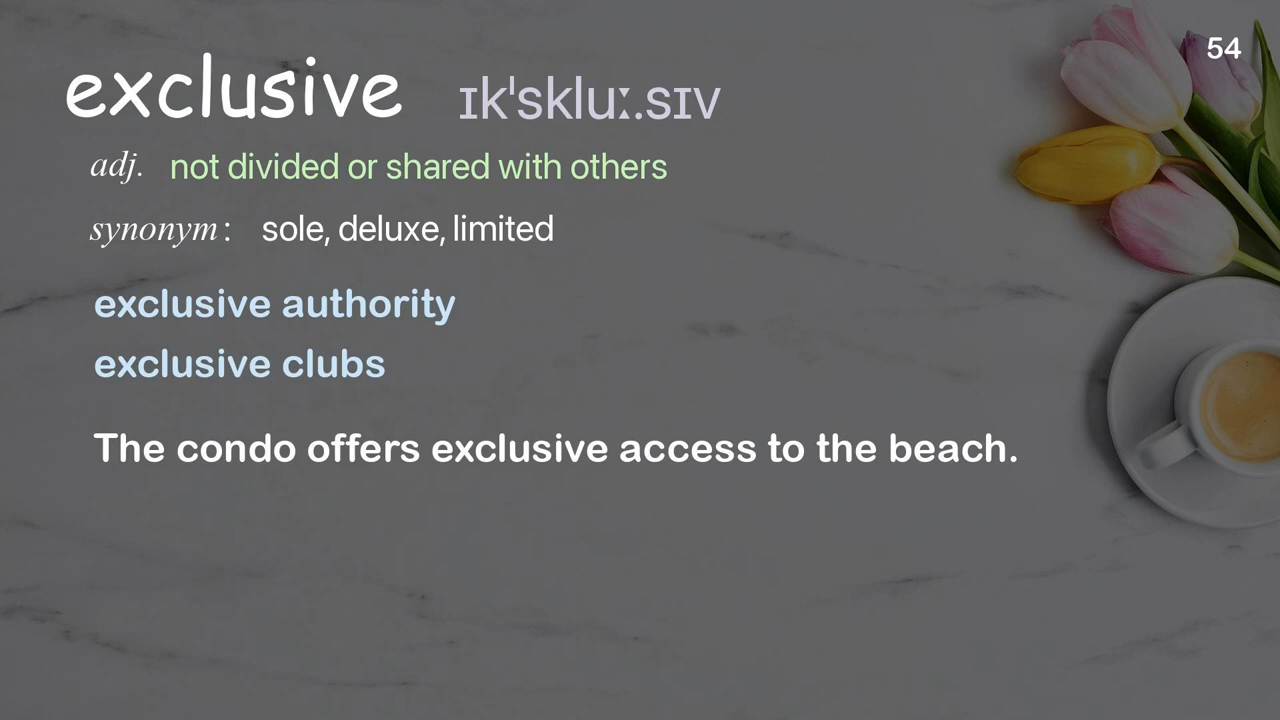 54
exclusive ɪkˈskluː.sɪv
adj. not divided or shared with others
synonym: sole, deluxe, limited
exclusive authority
exclusive clubs
The condo offers exclusive access to the beach.